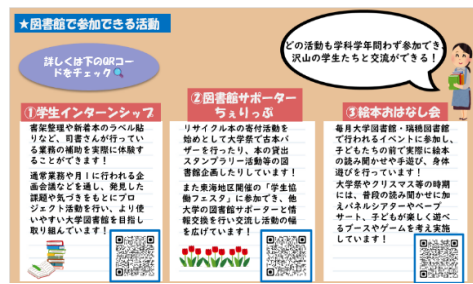 ★図書館で参加できる活動
詳しくは下のQRコー
ドをチェック🔍
どの活動も学科学年問わず参加でき、
沢山の学生たちと交流ができる！
①学生インターンシップ
書架整理や新着本のラベル貼
りなど、司書さんが行ってい
る業務の補助を実際に体験す
ることができます！
通常業務や月１に行われる企
画会議などを通し、発見した
課題や気づきをもとにプロ
ジェクト活動を行い、より使
いやすい大学図書館を目指し
取り組んでいます！
②図書館サポーター
ちぇりっぷ
リサイクル本の寄付活動を
始めとして大学祭で古本バ
ザーを行ったり、本の貸出
スタンプラリー活動等の図
書館企画したりしています！
また東海地区開催の「学生協
働フェスタ」に参加でき、他
大学の図書館サポーターと情
報交換を行い交流し活動の幅
を広げています！
③絵本おはなし会
毎月大学図書館・瑞穂図書館
で行われるイベントに参加し、
子どもたちの前で実際に絵本
の読み聞かせや手遊び、身体
遊びを行っています！
大学祭やクリスマス等の時期
には、普段の読み聞かせに加
えパネルシアターやペープ
サート、子どもが楽しく遊べ
るブースやゲームを考え実施
しています！